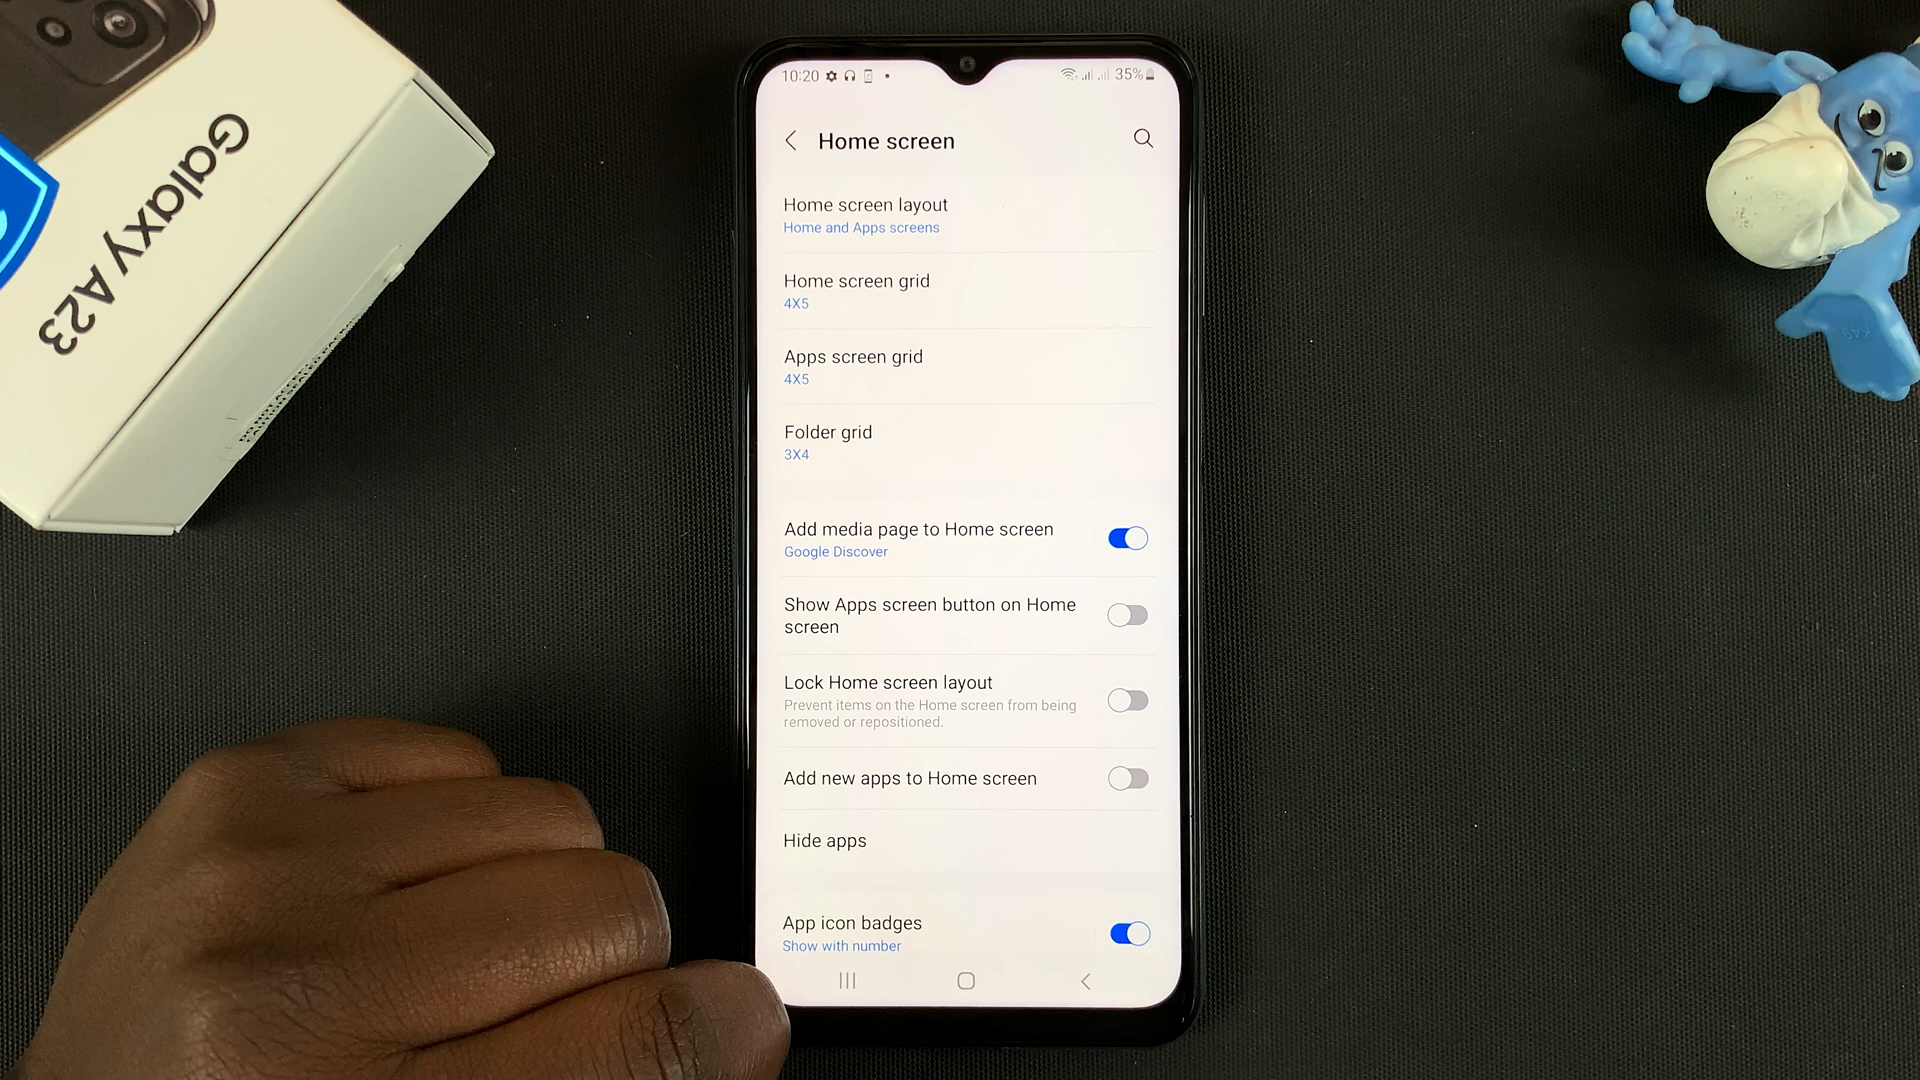 Galaxy A23
10:20
35%
Home screen
Home screen layout
Home and Apps screens
Home screen grid
4X5
Apps screen grid
4X5
Folder grid
3X4
Add media page to Home screen
Google Discover
Show Apps screen button on Home
screen
Lock Home screen layout
Prevent items on the Home screen from being
removed or repositioned.
Add new apps to Home screen
Hide apps
App icon badges
Show with number